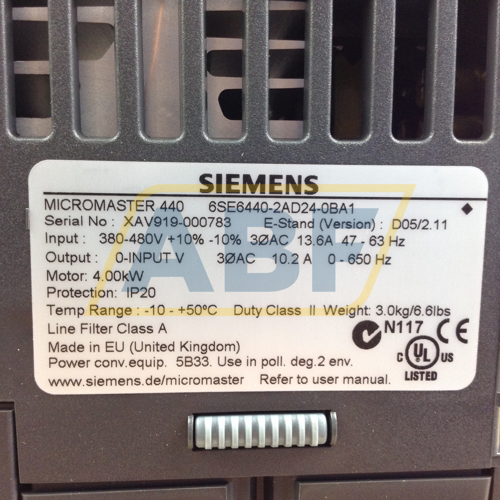 SIEMENS
MICROMASTER 440 6SE6440-2AD24-0BA1
Serial No : XAV919-000783 E-Stand (Version) : D05/2.11
Input : 380-480V +10% -10% 3ØAC 13.6A 47 - 63 Hz
Output : 0-INPUT V 3ØAC 10.2 A 0 - 650 Hz
Motor: 4.00kW
Protection: IP20
Temp Range : -10 - +50°C Duty Class II Weight: 3.0kg/6.6lbs
Line Filter Class A
N117 CE
Made in EU (United Kingdom)
C UL US
Power conv.equip. 5B33. Use in poll. deg.2 env.
LISTED
www.siemens.de/micromaster Refer to user manual.
ABF